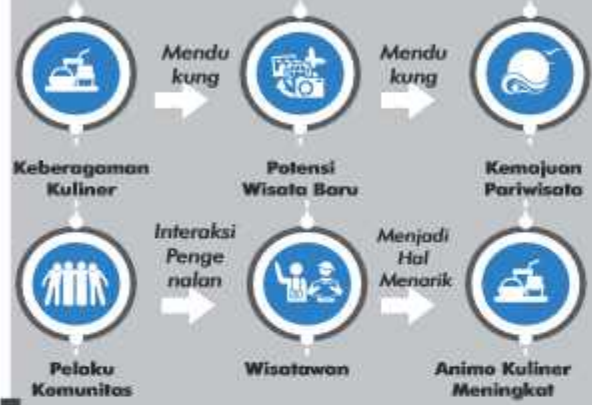 Mendu
kung
Mendu
kung
Keberagaman
Kuliner
Potensi
Wisata Baru
Kemajuan
Pariwisata
Interaksi
Penge
nalan
Menjadi
Hal
Menarik
Pelaku
Komunitas
Wisatawan
Animo Kuliner
Meningkat